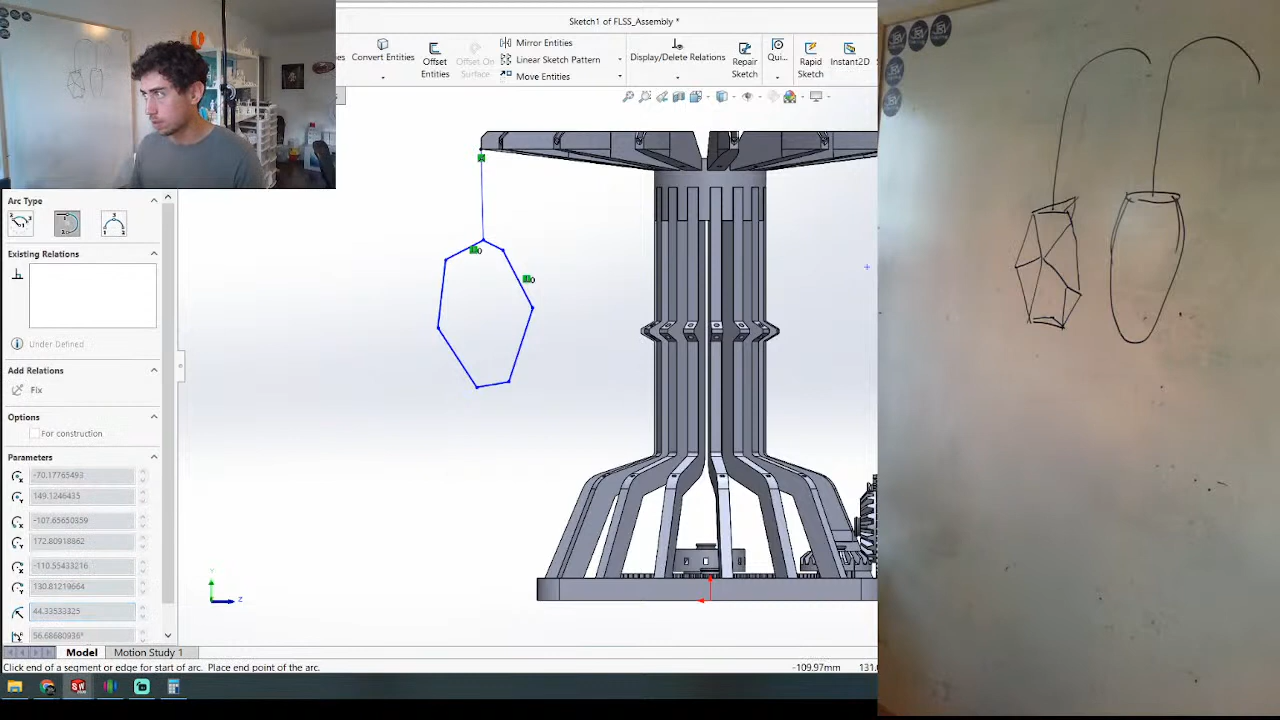 Sketch1 of FLSS_Assembly *
Convert Entities
Offset Entities
Offset On Surface
Mirror Entities
Linear Sketch Pattern
Move Entities
Display/Delete Relations
Repair Sketch
Qui...
Rapid Sketch
Instant2D
Arc Type
Existing Relations
Under Defined
Add Relations
Fix
Options
For construction
Parameters
-70.17765493
149.1246435
-107.65650359
172.80918862
-110.55433216
130.81219664
44.33533325
56.68680936°
Y
Z
Model
Motion Study 1
Click end of a segment or edge for start of arc. Place end point of the arc.
-109.97mm